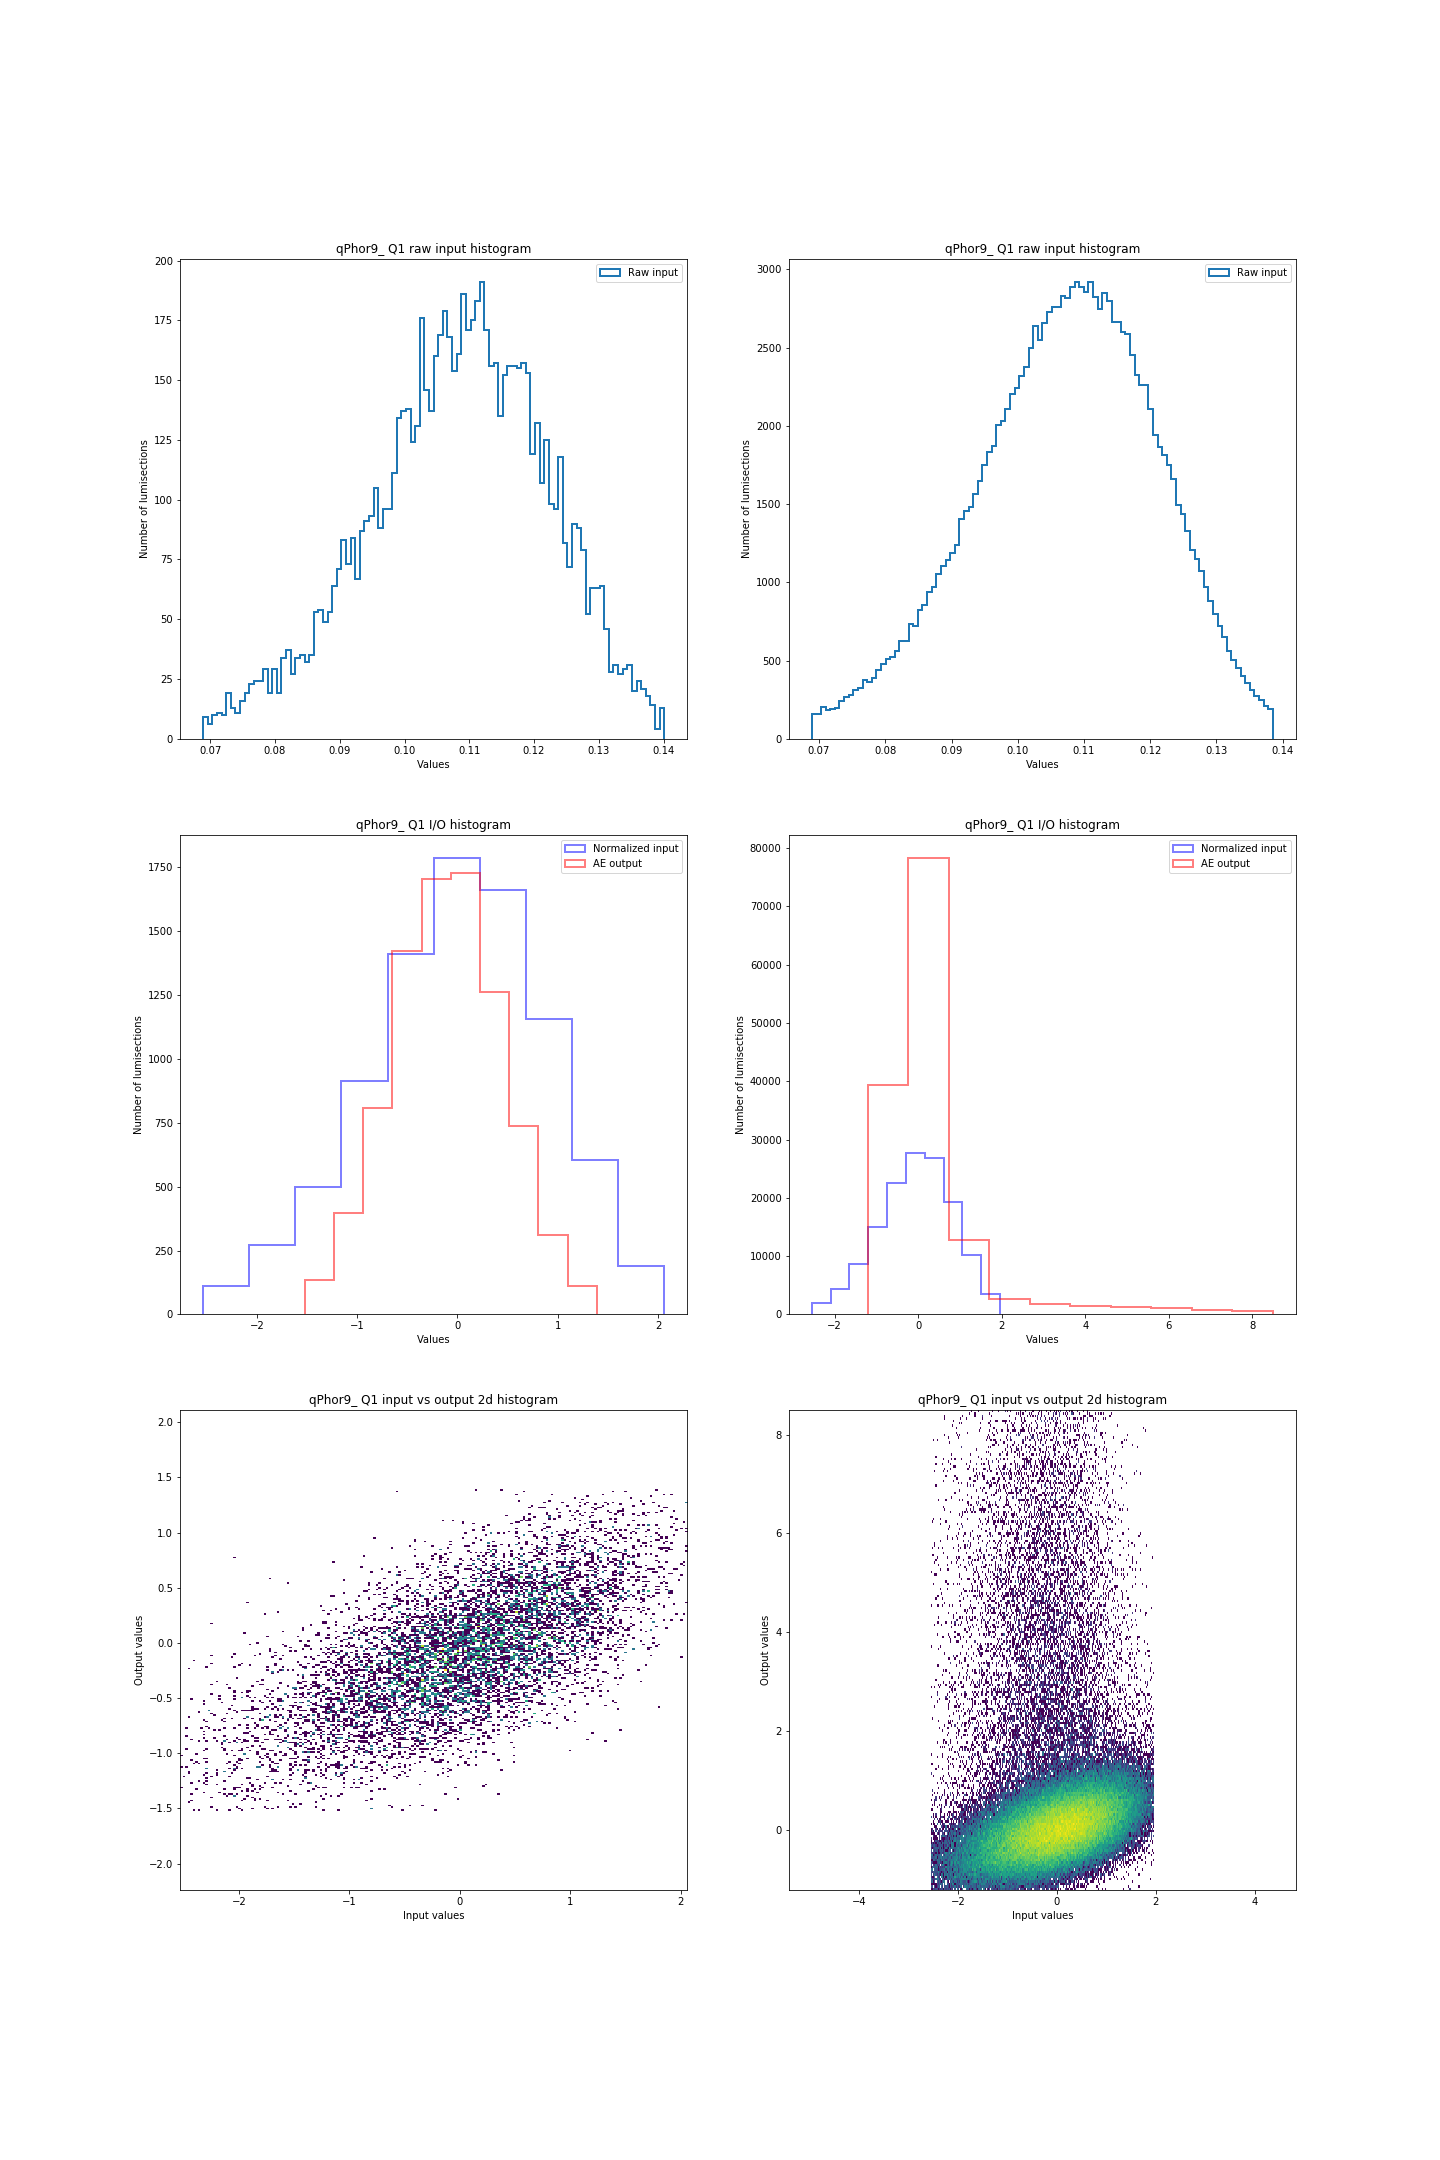 qPhor9_ Q1 raw input histogram
Raw input
Number of lumisections
200
175
150
125
100
75
50
25
0
0.07 0.08 0.09 0.10 0.11 0.12 0.13 0.14
Values
qPhor9_ Q1 raw input histogram
Raw input
Number of lumisections
3000
2500
2000
1500
1000
500
0
0.07 0.08 0.09 0.10 0.11 0.12 0.13 0.14
Values
qPhor9_ Q1 I/O histogram
Normalized input
AE output
Number of lumisections
1750
1500
1250
1000
750
500
250
0
−2 −1 0 1 2
Values
qPhor9_ Q1 I/O histogram
Normalized input
AE output
Number of lumisections
80000
70000
60000
50000
40000
30000
20000
10000
0
−2 0 2 4 6 8
Values
qPhor9_ Q1 input vs output 2d histogram
Output values
2.0
1.5
1.0
0.5
0.0
−0.5
−1.0
−1.5
−2.0
−2 −1 0 1 2
Input values
qPhor9_ Q1 input vs output 2d histogram
Output values
8
6
4
2
0
−4 −2 0 2 4
Input values